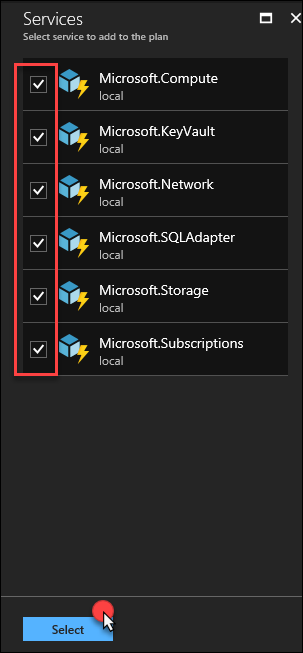 Services
Select service to add to the plan
Microsoft.Compute
local
Microsoft.KeyVault
local
Microsoft.Network
local
Microsoft.SQLAdapter
local
Microsoft.Storage
local
Microsoft.Subscriptions
local
Select